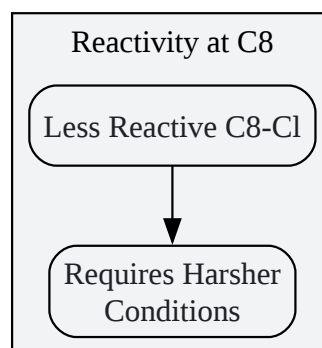 Reactivity at C8
Less Reactive C8-Cl
Requires Harsher
Conditions